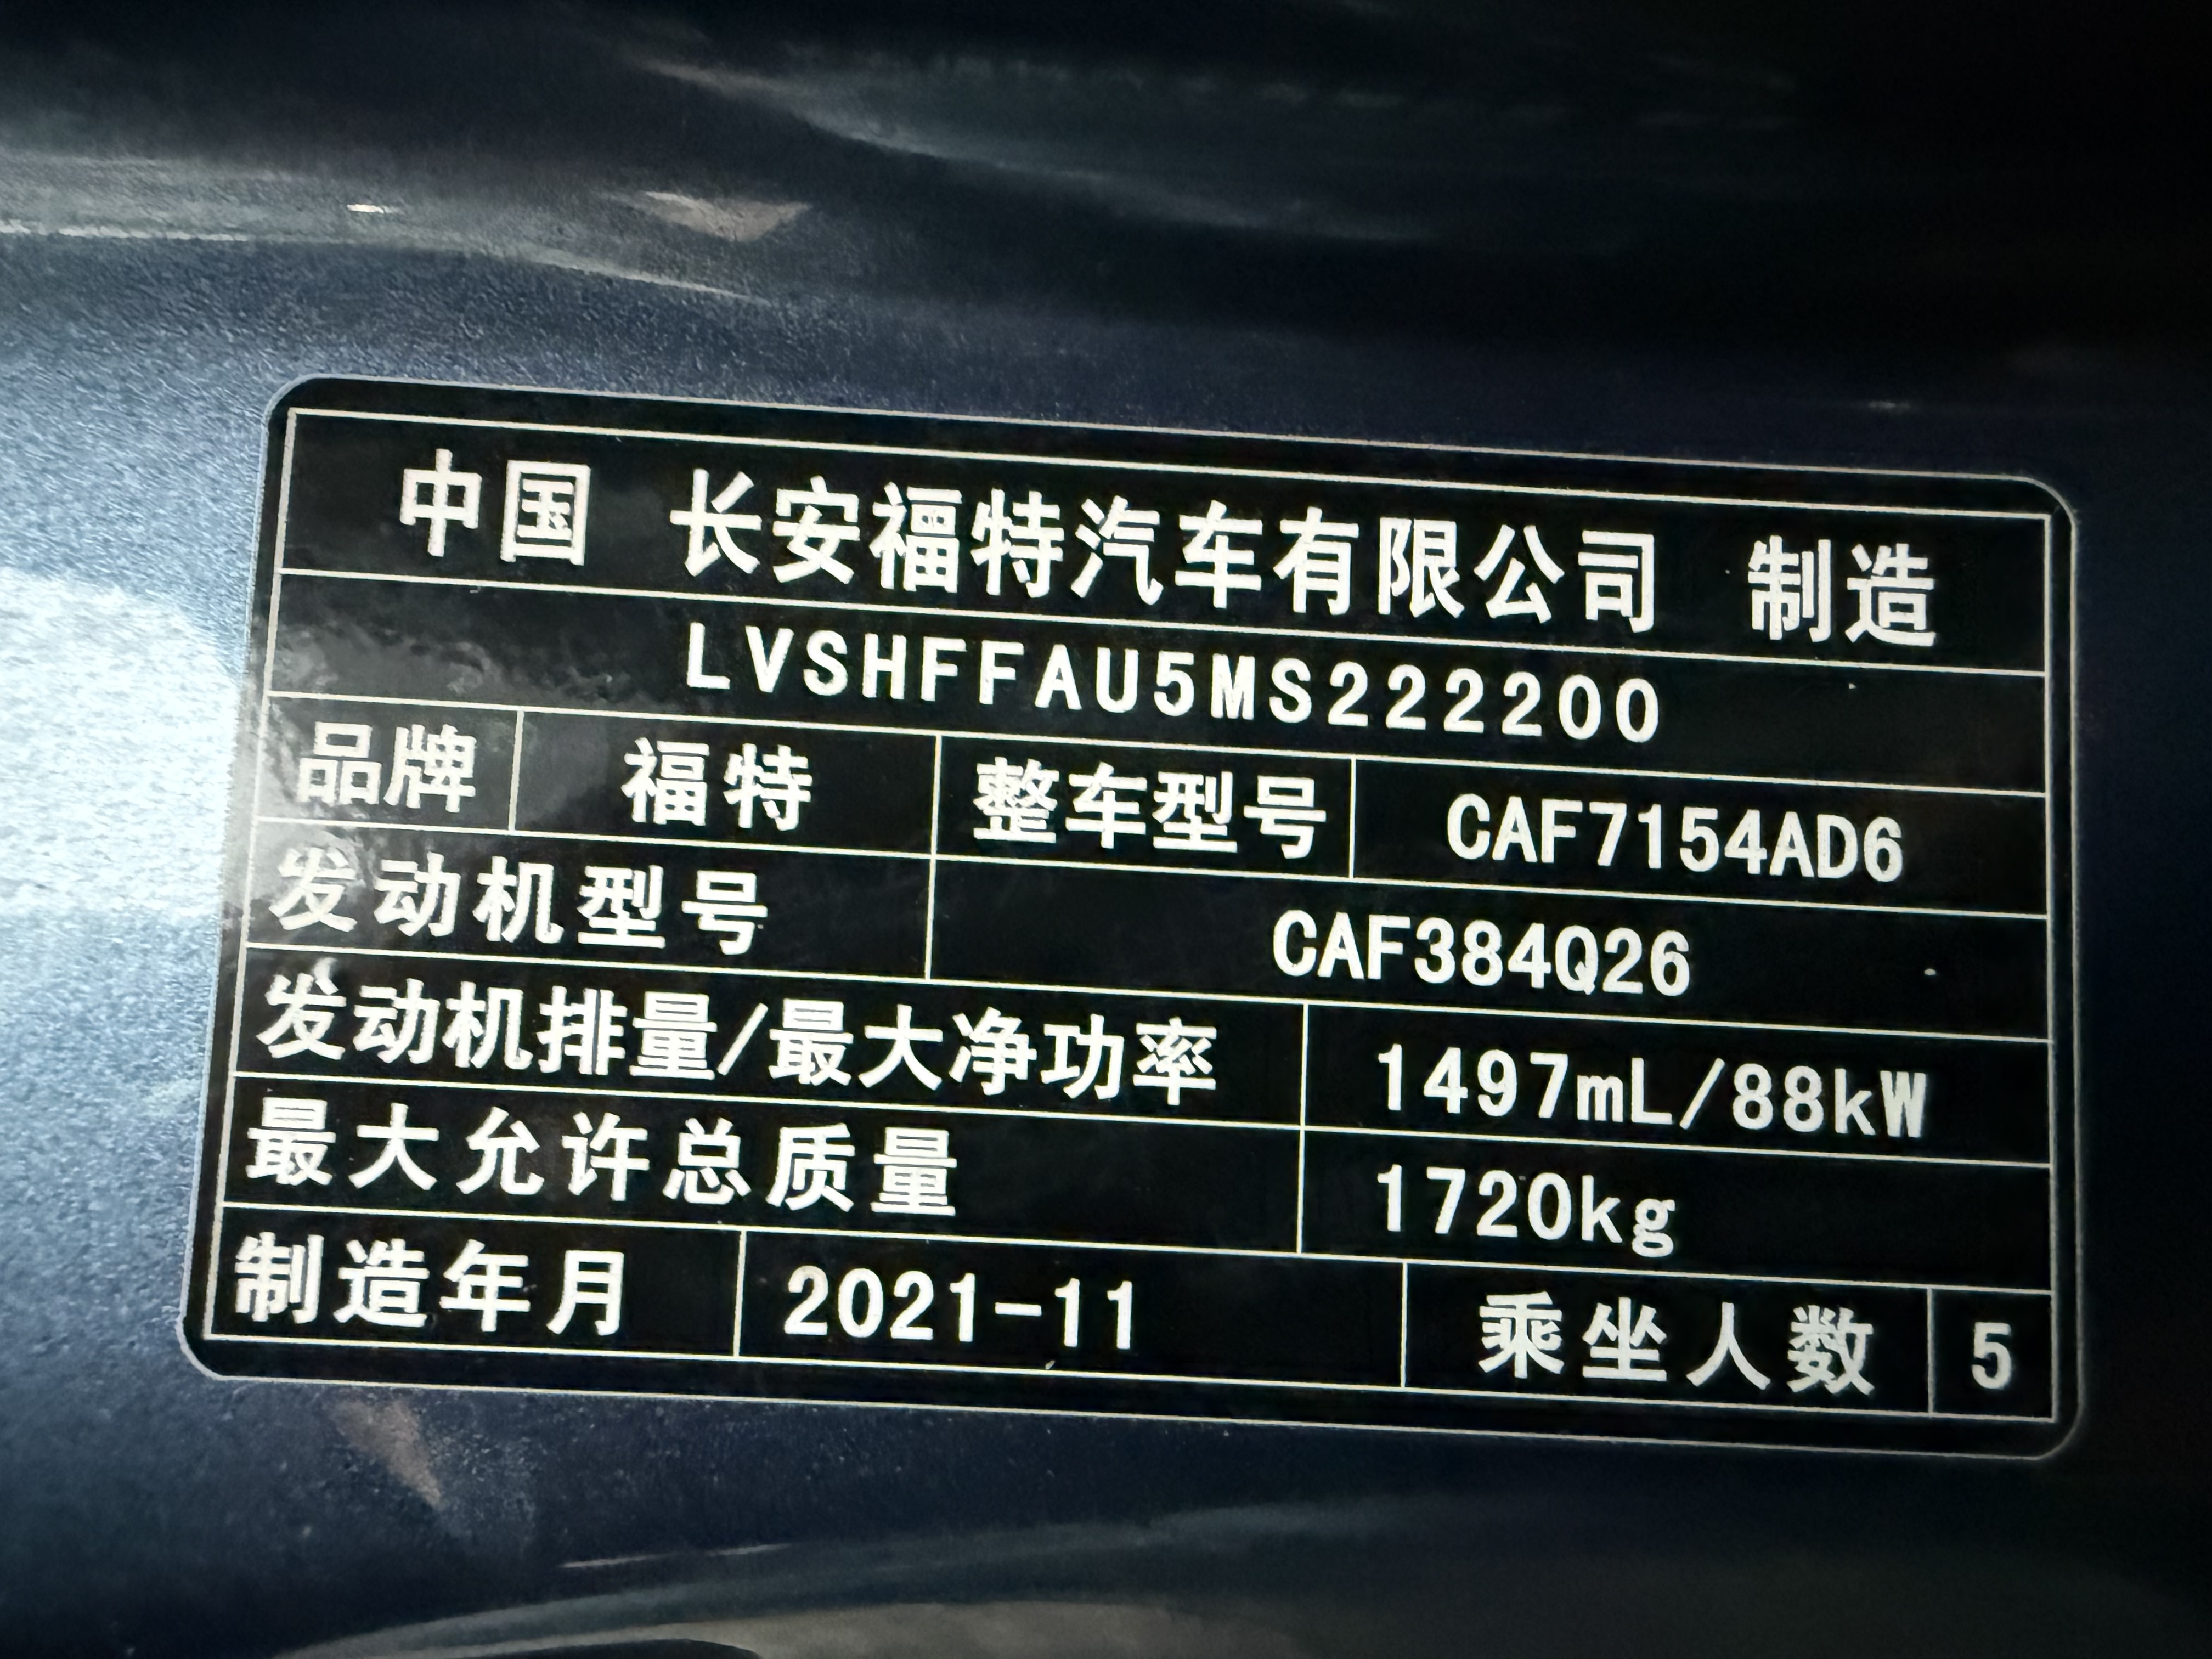 中国 长安福特汽车有限公司 制造
LVSHFFAU5MS222200
品牌 福特 整车型号 CAF7154AD6
发动机型号 CAF384Q26
发动机排量/最大净功率 1497mL/88kW
最大允许总质量 1720kg
制造年月 2021-11 乘坐人数 5